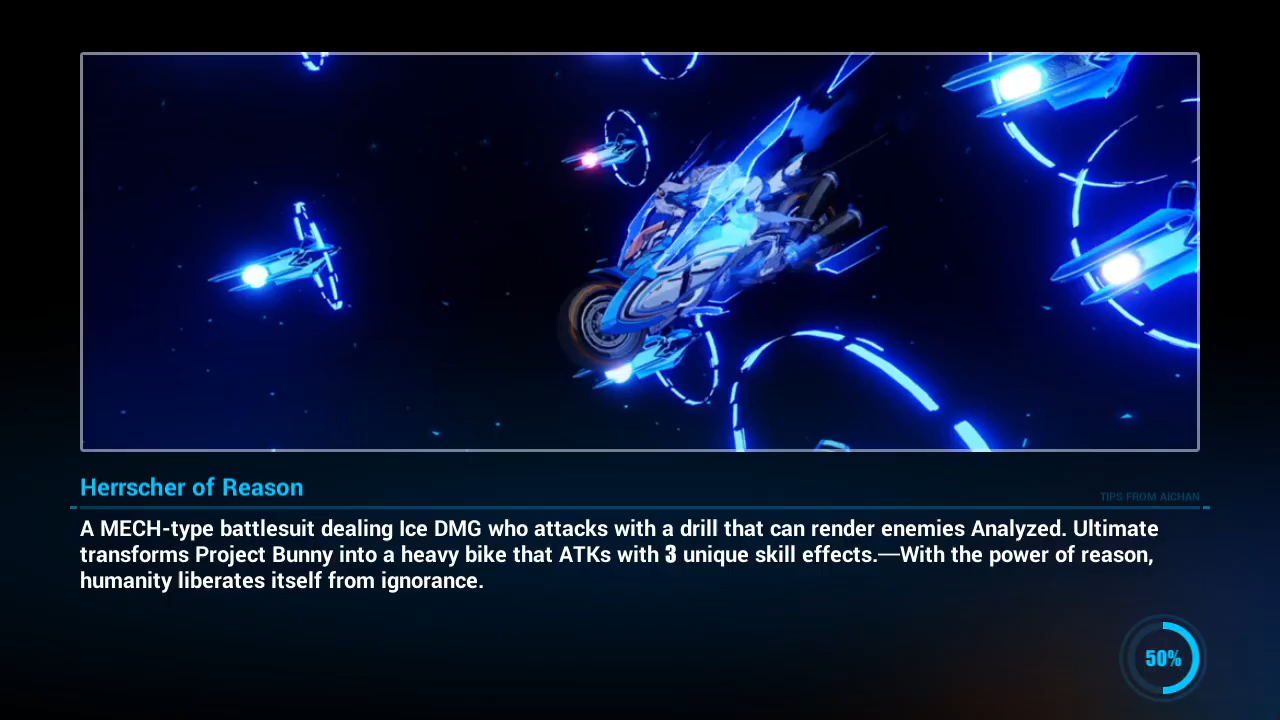 Herrscher of Reason
TIPS FROM AICHAN
A MECH-type battlesuit dealing Ice DMG who attacks with a drill that can render enemies Analyzed. Ultimate
transforms Project Bunny into a heavy bike that ATKs with 3 unique skill effects.—With the power of reason,
humanity liberates itself from ignorance.
50%